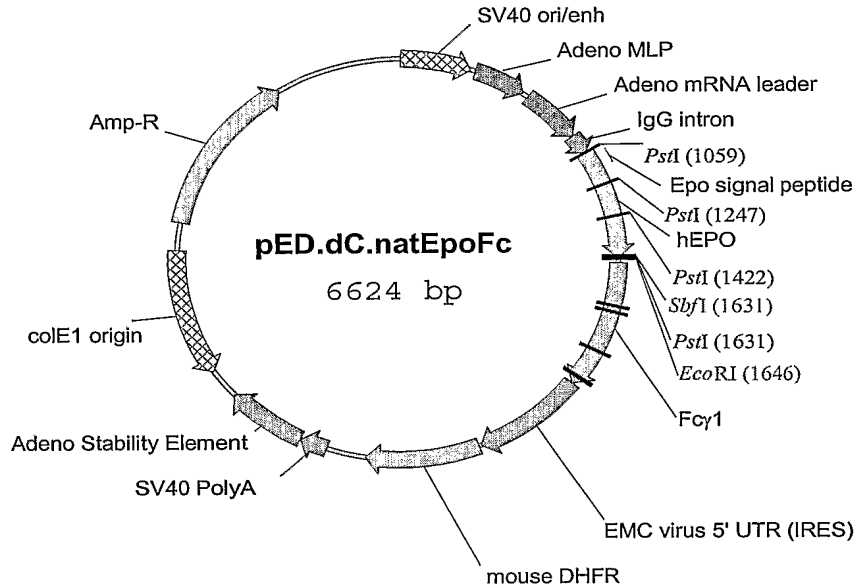 SV40 ori/enh
Adeno MLP
Adeno mRNA leader
IgG intron
PstI (1059)
Epo signal peptide
PstI (1247)
hEPO
PstI (1422)
SbfI (1631)
PstI (1631)
EcoRI (1646)
Fcγ1
EMC virus 5' UTR (IRES)
mouse DHFR
SV40 PolyA
Adeno Stability Element
colE1 origin
Amp-R
pED.dC.natEpoFc
6624 bp